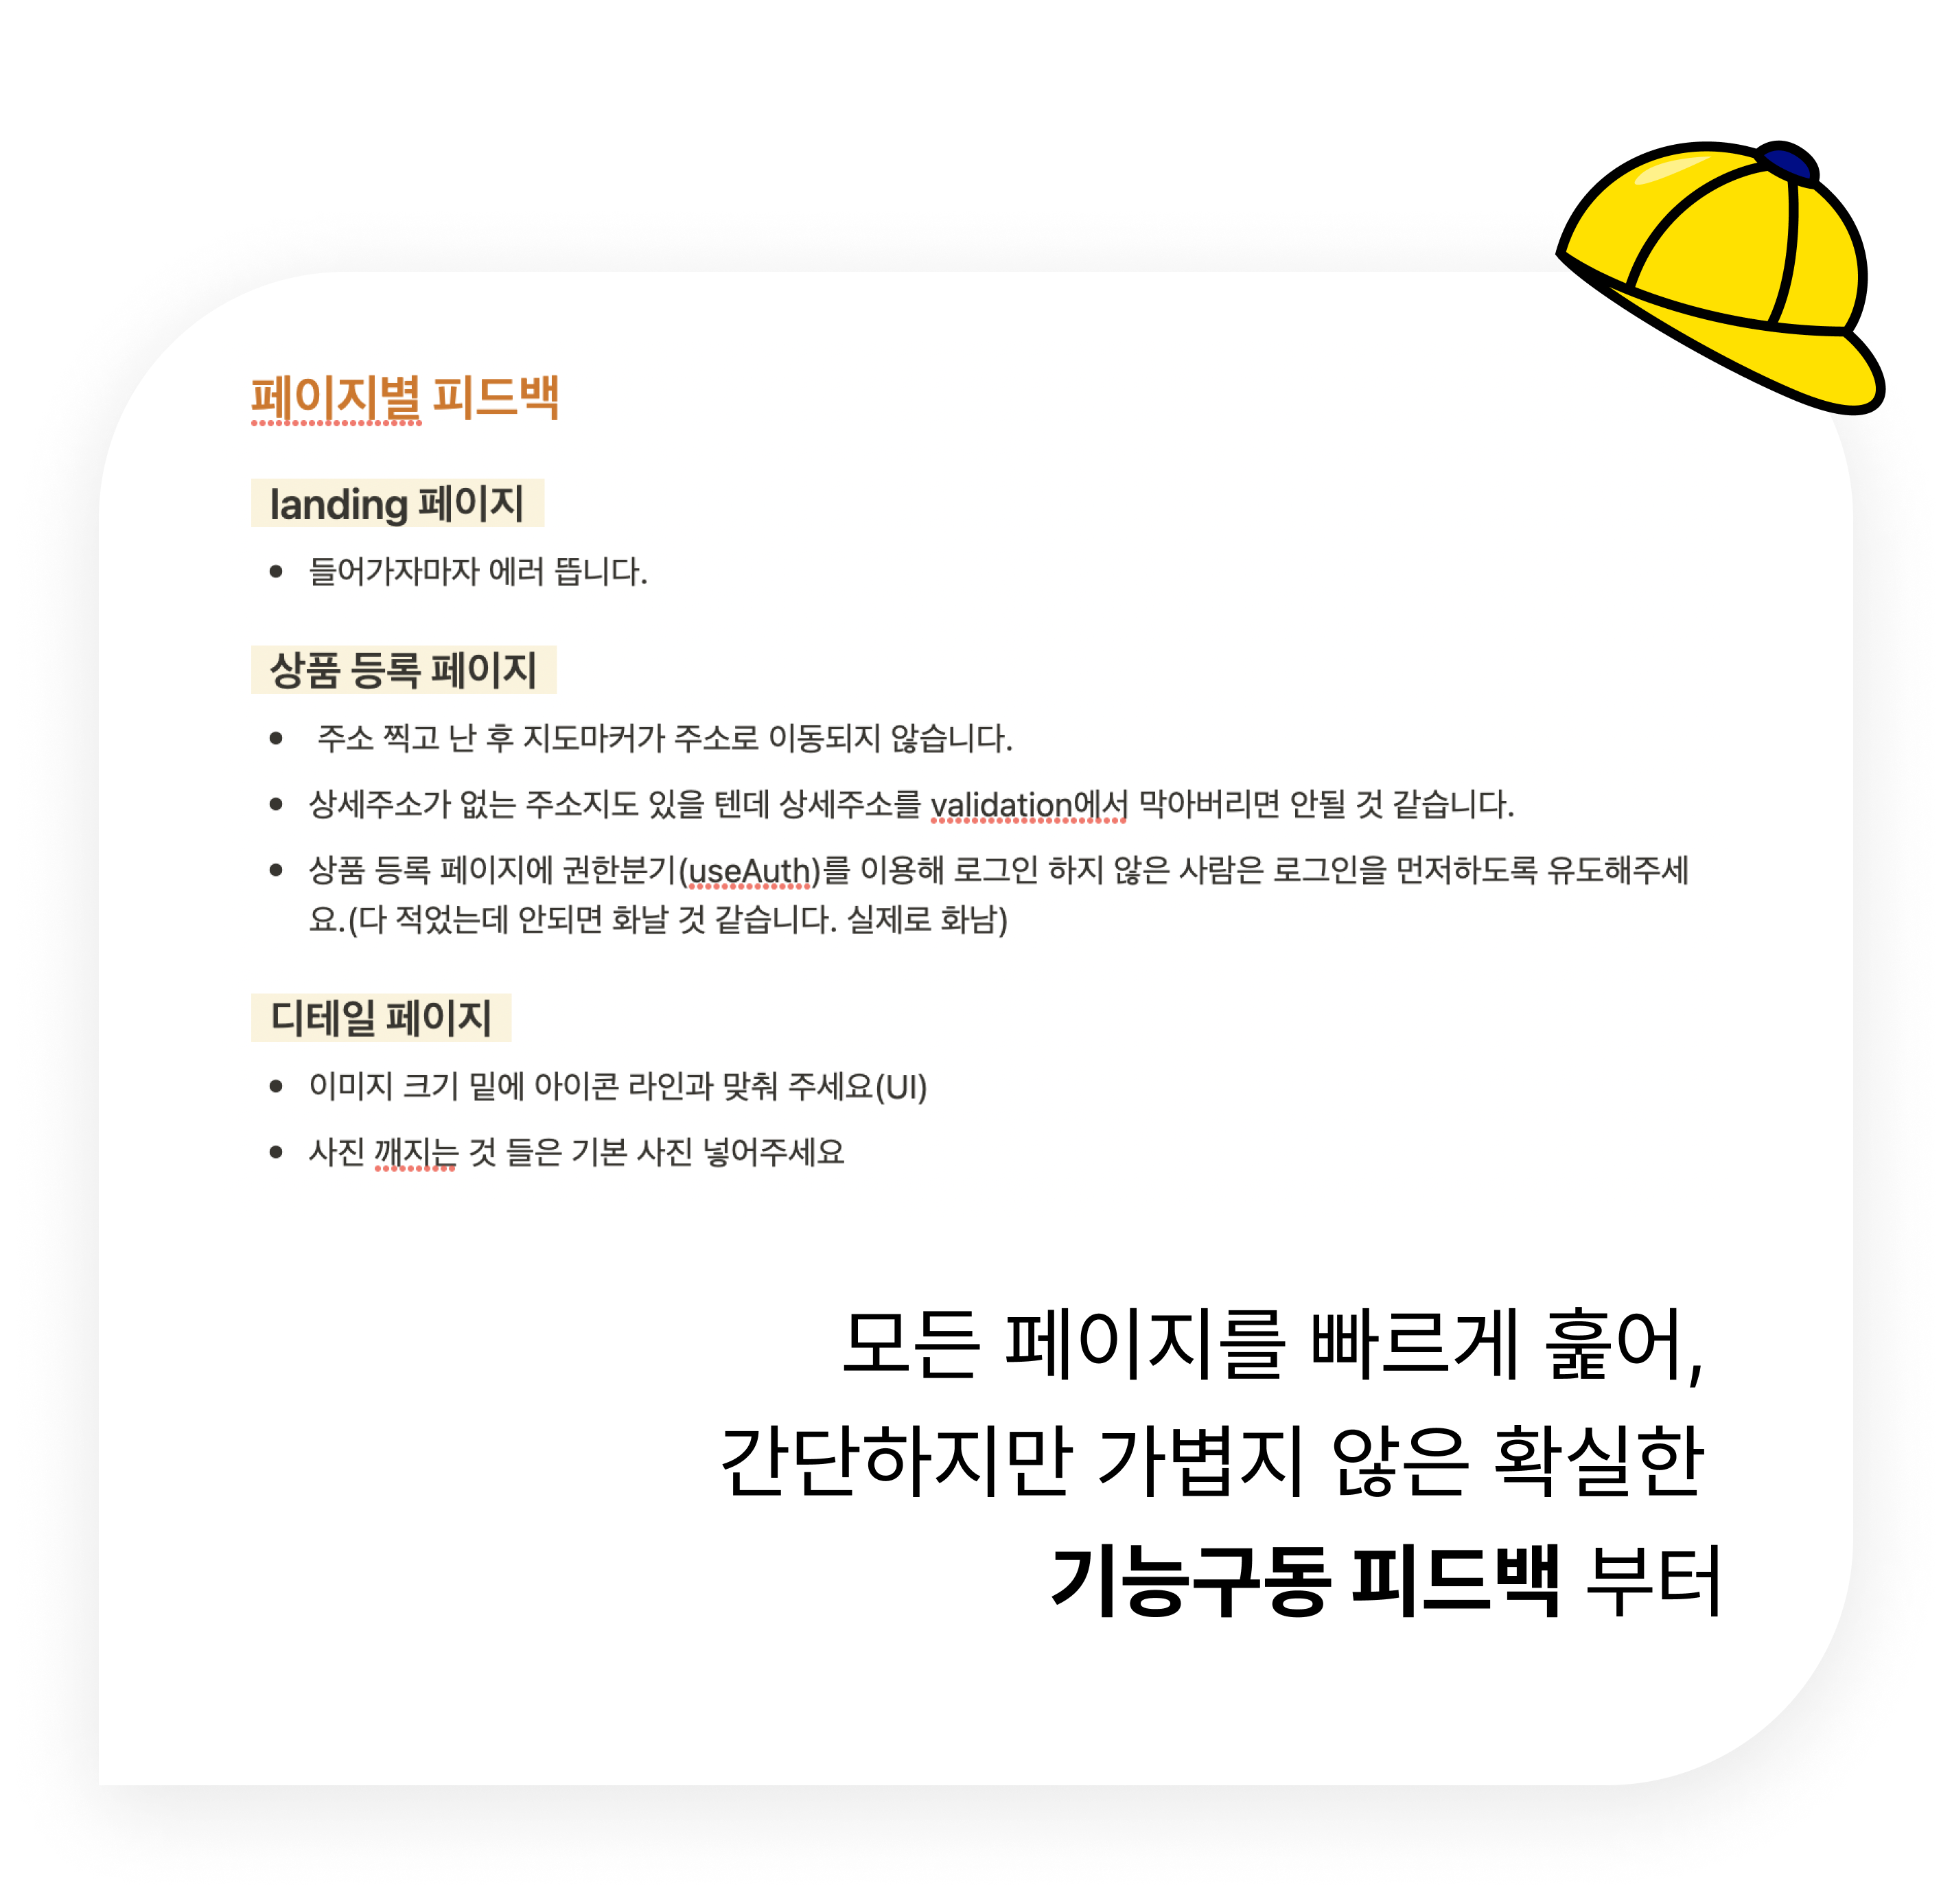 페이지별 피드백
landing 페이지
• 들어가자마자 에러 뜹니다.
상품 등록 페이지
• 주소 찍고 난 후 지도마커가 주소로 이동되지 않습니다.
• 상세주소가 없는 주소지도 있을 텐데 상세주소를 validation에서 막아버리면 안될 것 같습니다.
• 상품 등록 페이지에 권한분기(useAuth)를 이용해 로그인 하지 않은 사람은 로그인을 먼저하도록 유도해주세
요.(다 적었는데 안되면 화날 것 같습니다. 실제로 화남)
디테일 페이지
• 이미지 크기 밑에 아이콘 라인과 맞춰 주세요(UI)
• 사진 깨지는 것 들은 기본 사진 넣어주세요
모든 페이지를 빠르게 훑어,
간단하지만 가볍지 않은 확실한
기능구동 피드백 부터